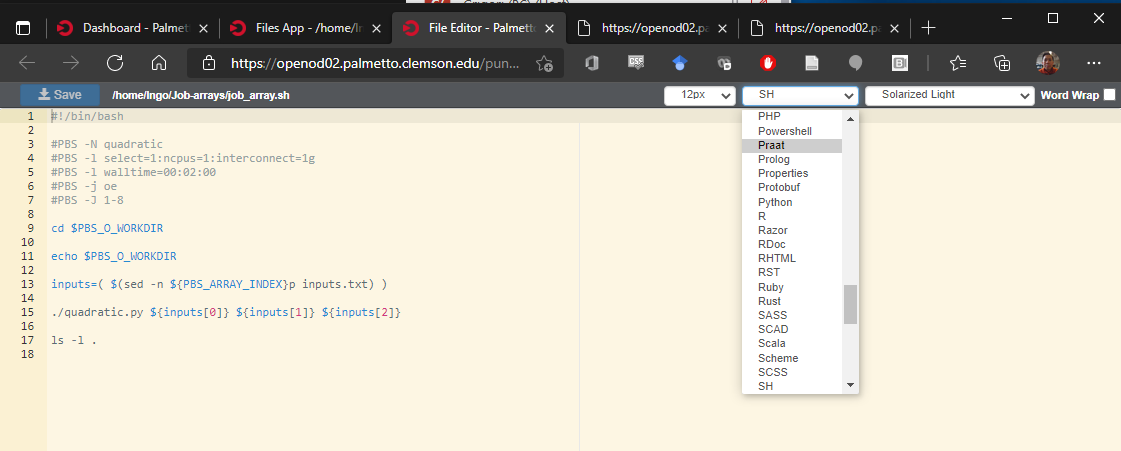 Dashboard - Palmett
Files App - /home/l
File Editor - Palmett
https://openod02.pa
https://openod02.pa
https://openod02.palmetto.clemson.edu/pun...
Save
/home/lngo/Job-arrays/job_array.sh
12px
SH
Solarized Light
Word Wrap
1 #!/bin/bash
2
3 #PBS -N quadratic
4 #PBS -l select=1:ncpus=1:interconnect=1g
5 #PBS -l walltime=00:02:00
6 #PBS -j oe
7 #PBS -J 1-8
8
9 cd $PBS_O_WORKDIR
10
11 echo $PBS_O_WORKDIR
12
13 inputs=( $(sed -n ${PBS_ARRAY_INDEX}p inputs.txt) )
14
15 ./quadratic.py ${inputs[0]} ${inputs[1]} ${inputs[2]}
16
17 ls -l .
18
PHP
Powershell
Praat
Prolog
Properties
Protobuf
Python
R
Razor
RDoc
RHTML
RST
Ruby
Rust
SASS
SCAD
Scala
Scheme
SCSS
SH